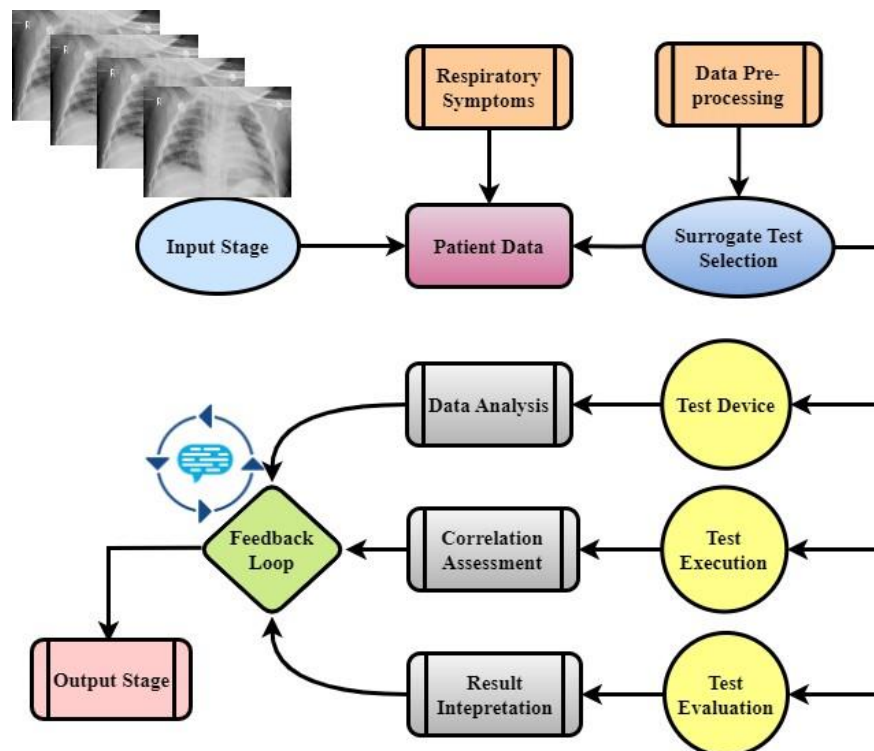 R
R
R
R
Respiratory
Symptoms
Data Pre-
processing
Input Stage
Patient Data
Surrogate Test
Selection
Data Analysis
Test Device
Feedback
Loop
Correlation
Assessment
Test
Execution
Output Stage
Result
Intepretation
Test
Evaluation